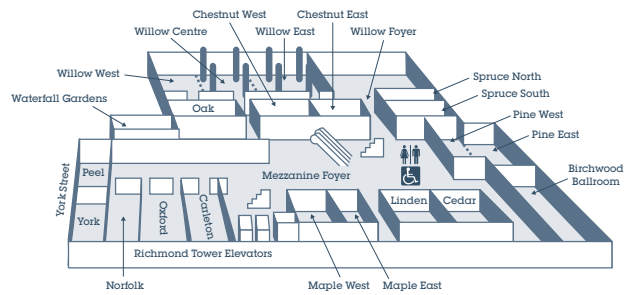 Chestnut West
Chestnut East
Willow Centre
Willow East
Willow Foyer
Willow West
Spruce North
Waterfall Gardens
Spruce South
Oak
Pine West
Pine East
Peel
Mezzanine Foyer
Birchwood
Ballroom
York Street
York
Oxford
Carleton
Linden
Cedar
Richmond Tower Elevators
Norfolk
Maple West
Maple East